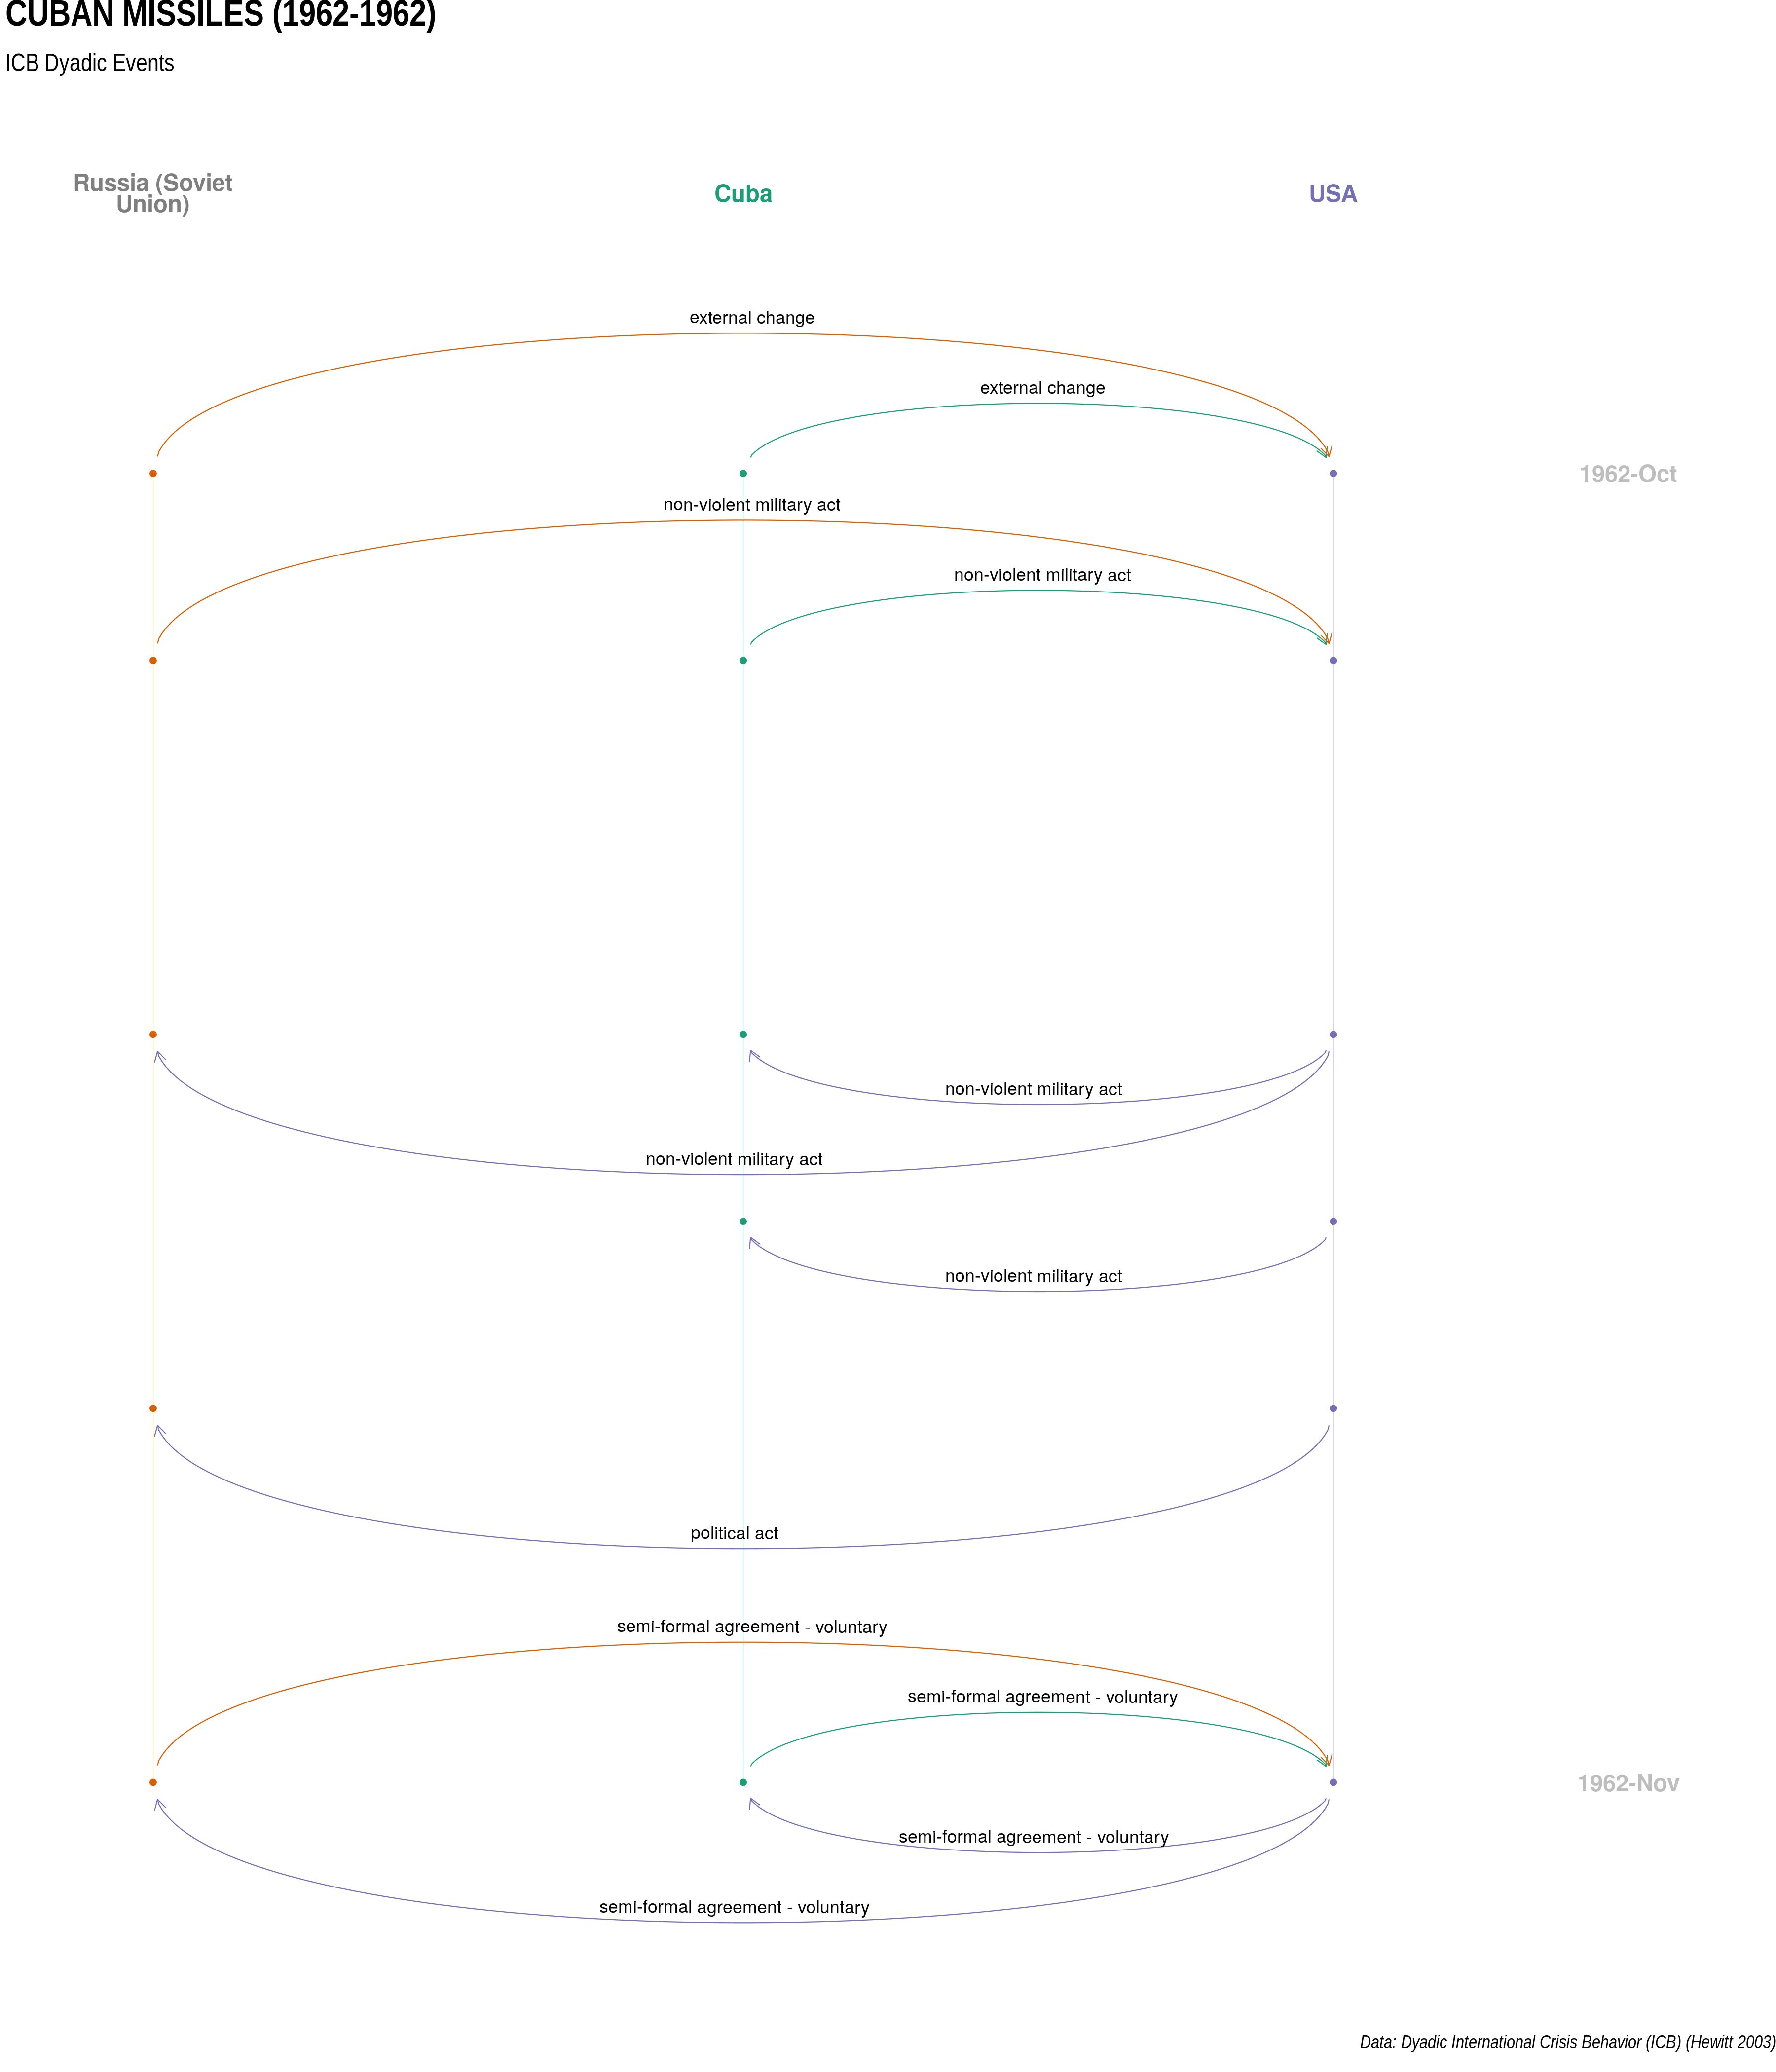 CUBAN MISSILES (1962-1962)
ICB Dyadic Events
Russia (Soviet
Union)
Cuba
USA
external change
external change
1962-Oct
non-violent military act
non-violent military act
non-violent military act
non-violent military act
non-violent military act
political act
semi-formal agreement - voluntary
semi-formal agreement - voluntary
1962-Nov
semi-formal agreement - voluntary
semi-formal agreement - voluntary
Data: Dyadic International Crisis Behavior (ICB) (Hewitt 2003)